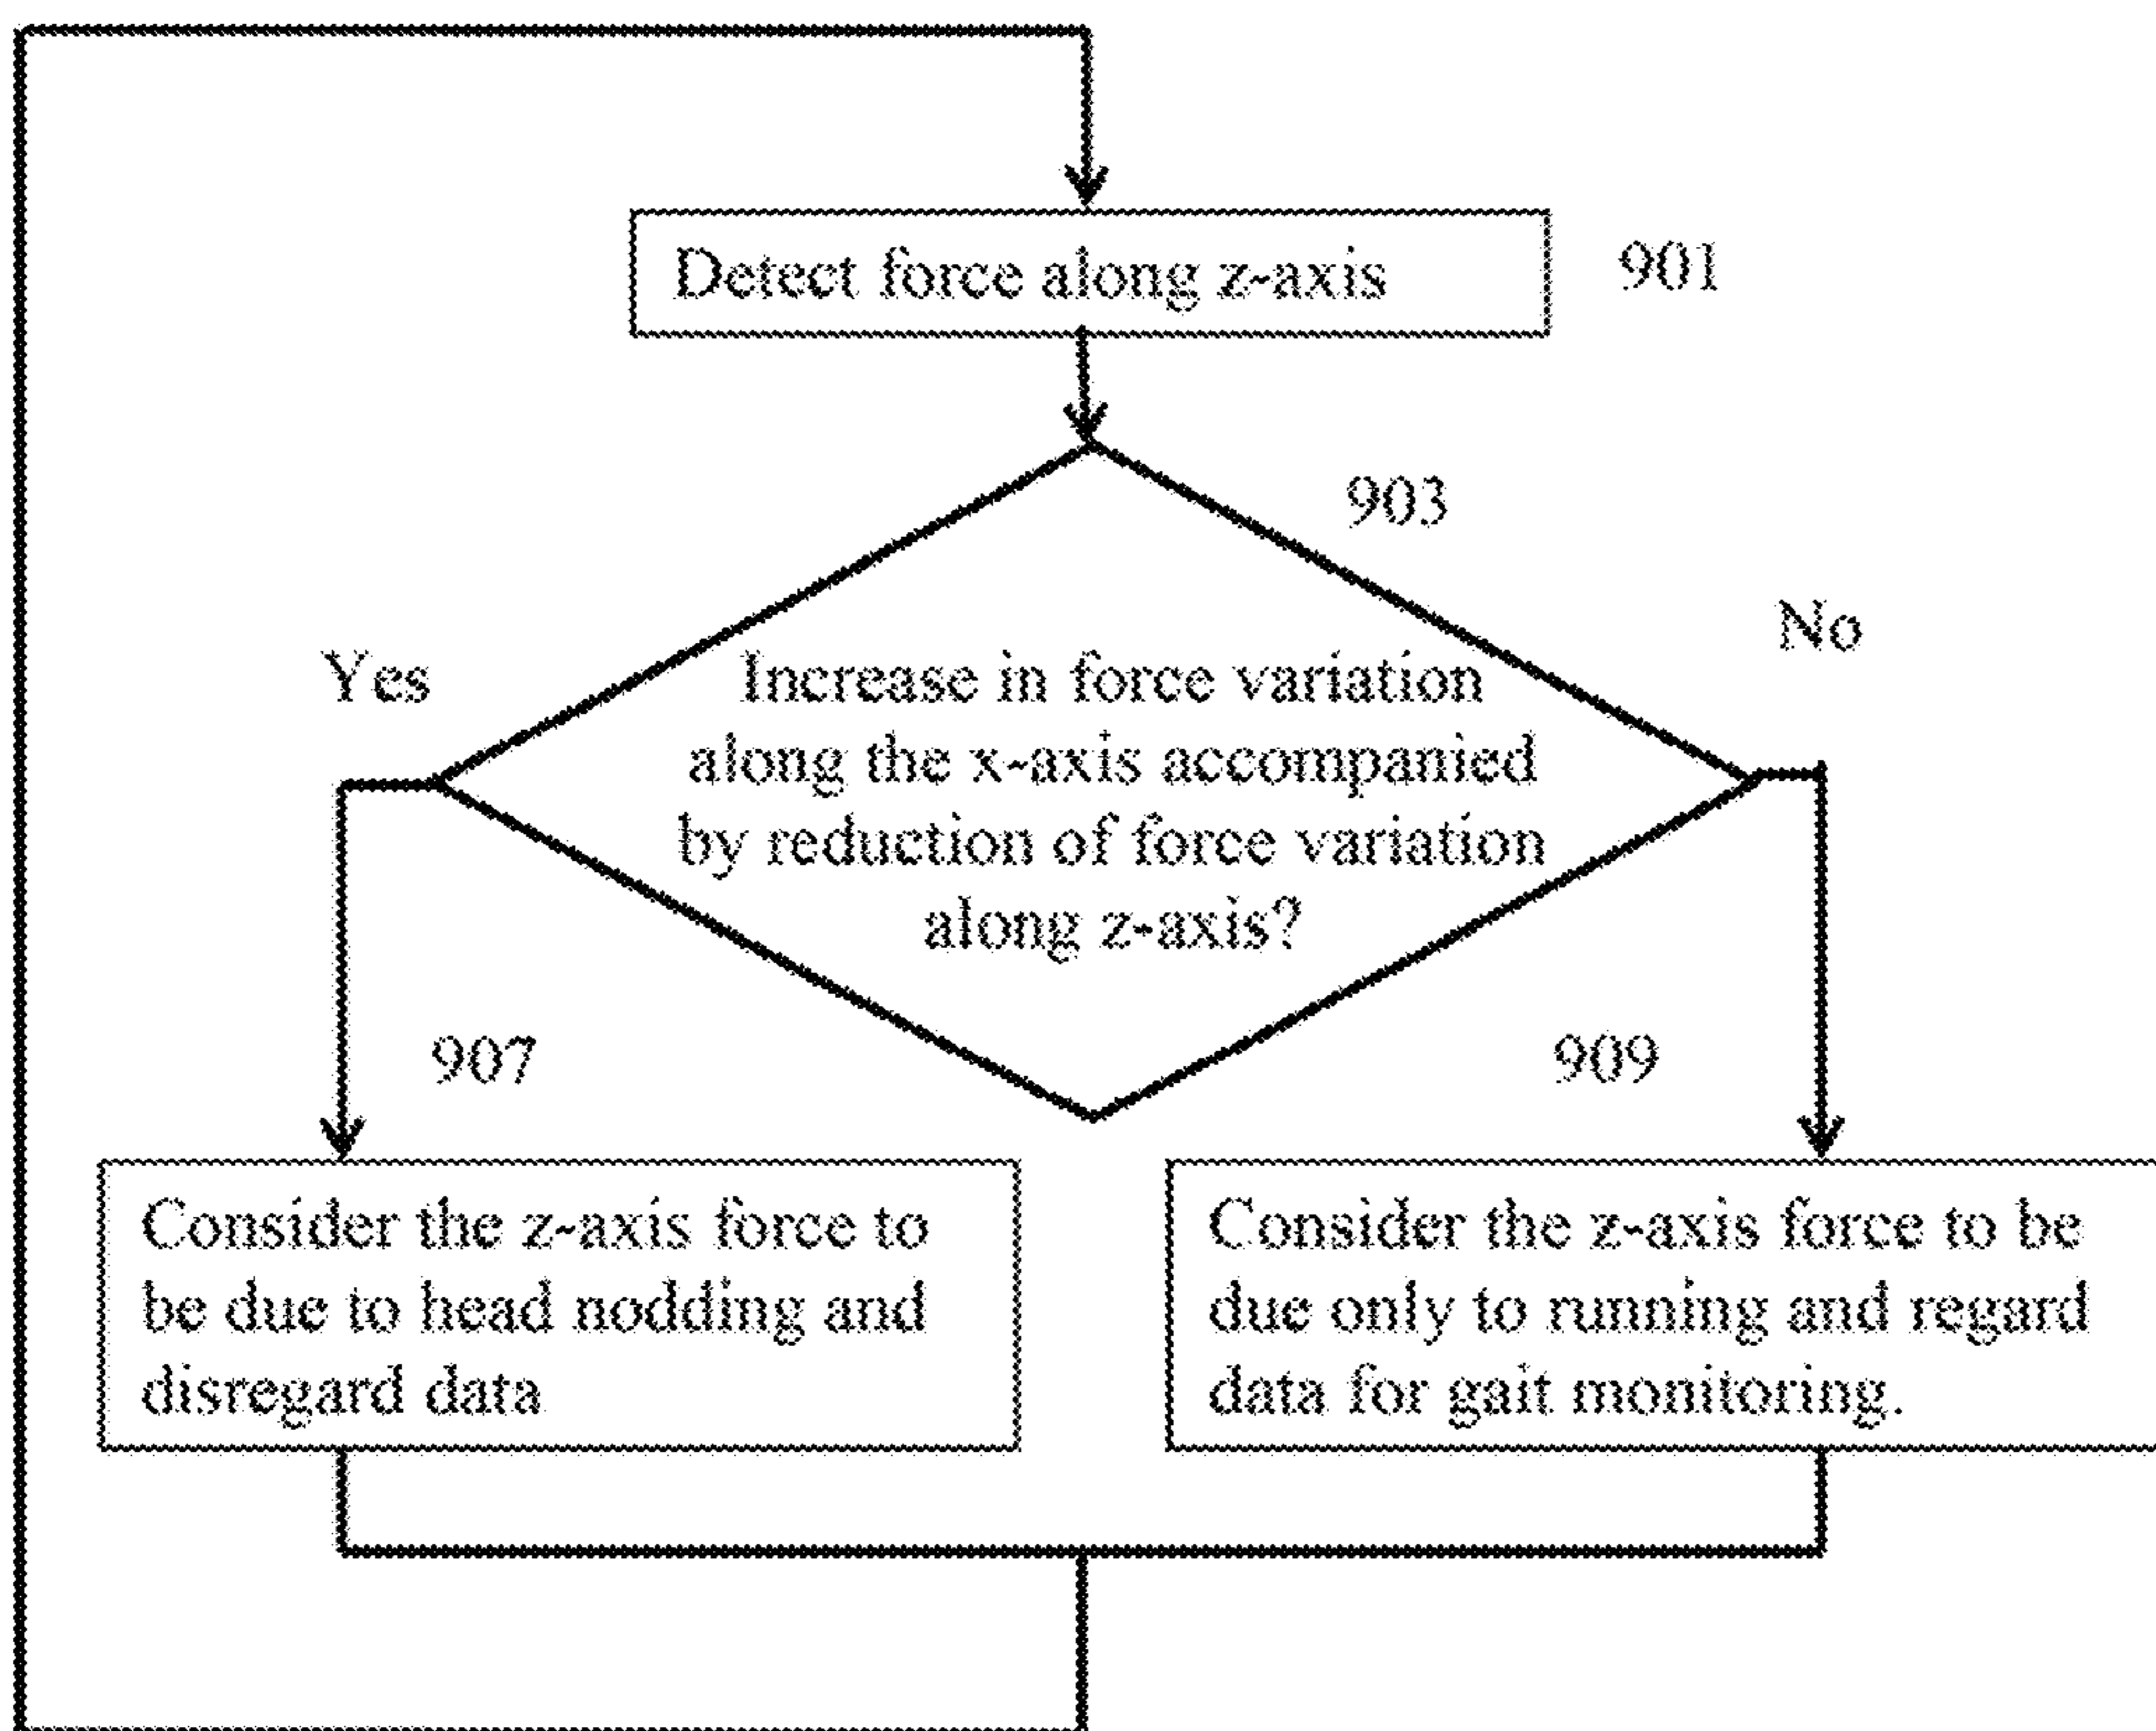 Detect force along z-axis
901
903
No
Yes
Increase in force variation
along the x-axis accompanied
by reduction of force variation
along z-axis?
907
909
Consider the z-axis force to
be due to head nodding and
disregard data
Consider the z-axis force to be
due only to running and regard
data for gait monitoring.